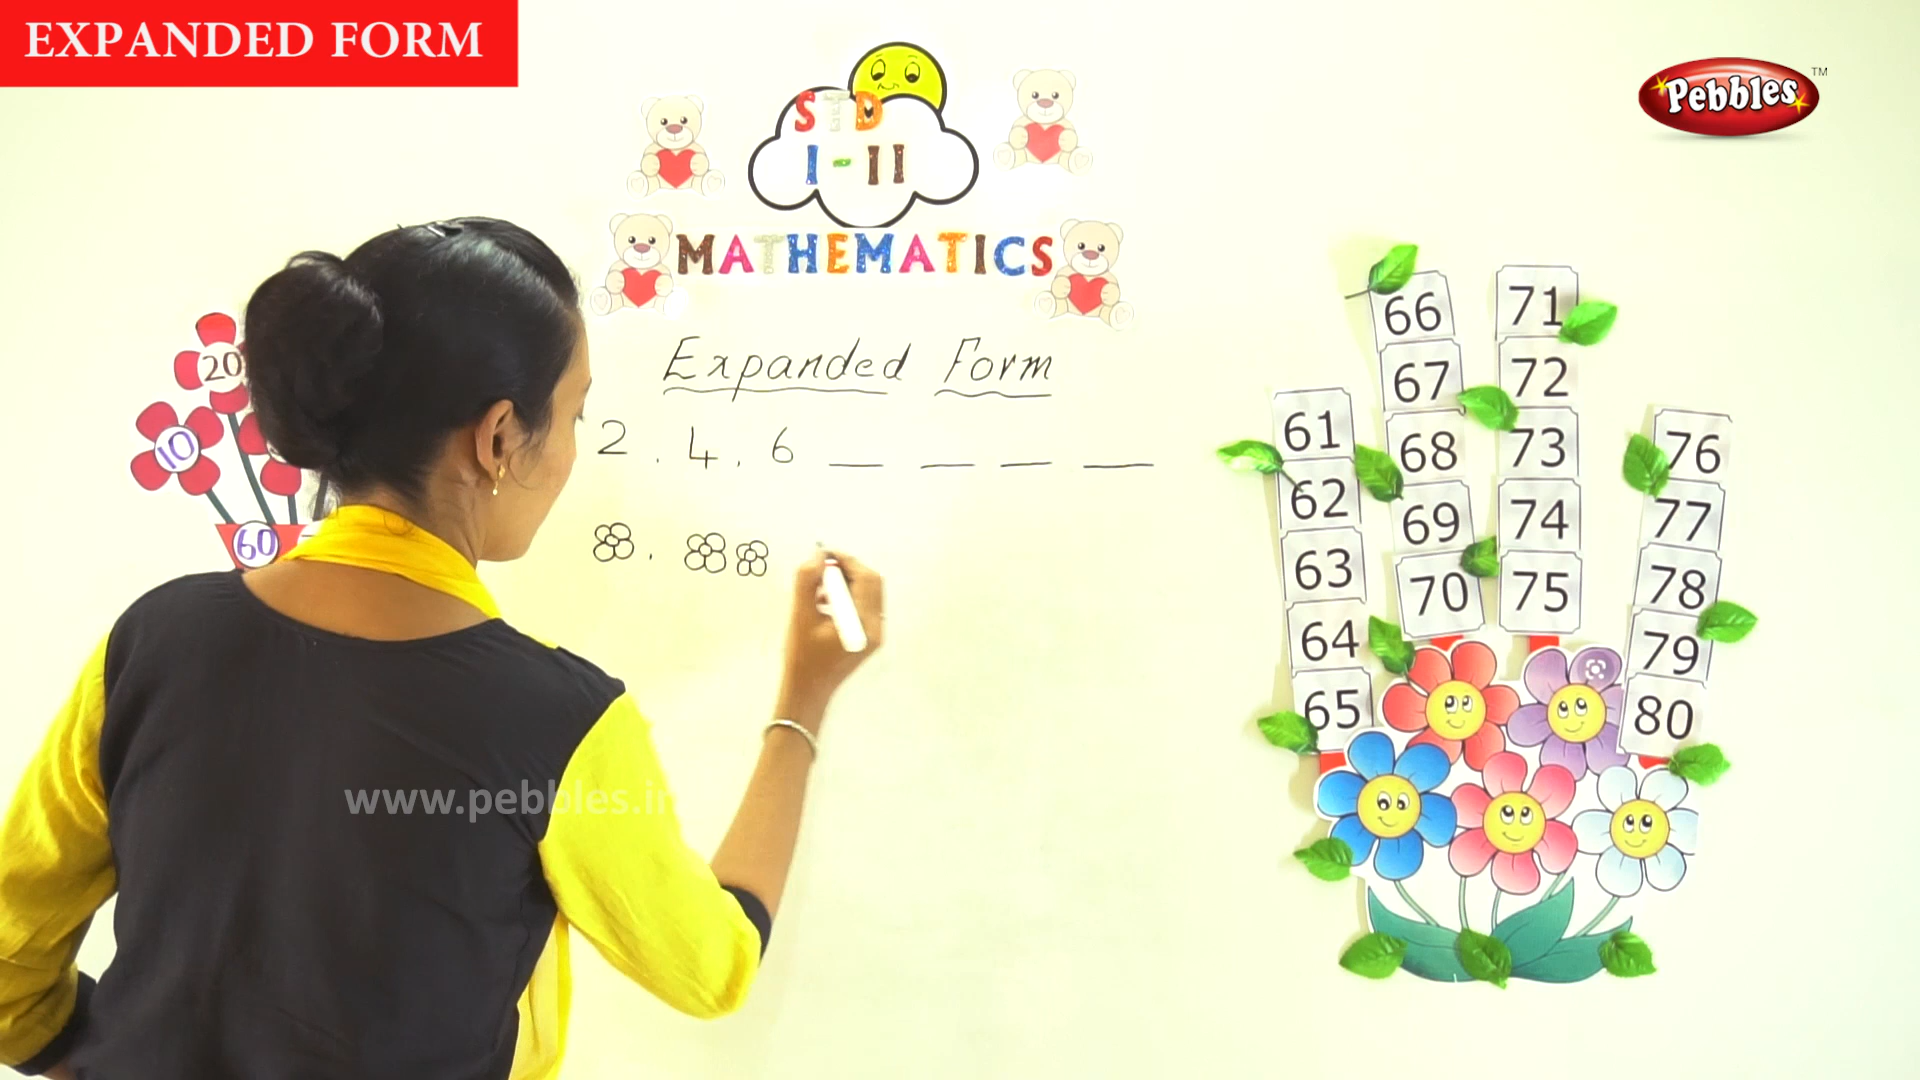 EXPANDED FORM
Pebbles TM
STD
I-II
MATHEMATICS
Expanded Form
2 . 4 . 6 __ __ __ __
20
10
60
61
62
63
64
65
66
67
68
69
70
71
72
73
74
75
76
77
78
79
80
www.pebbles.in